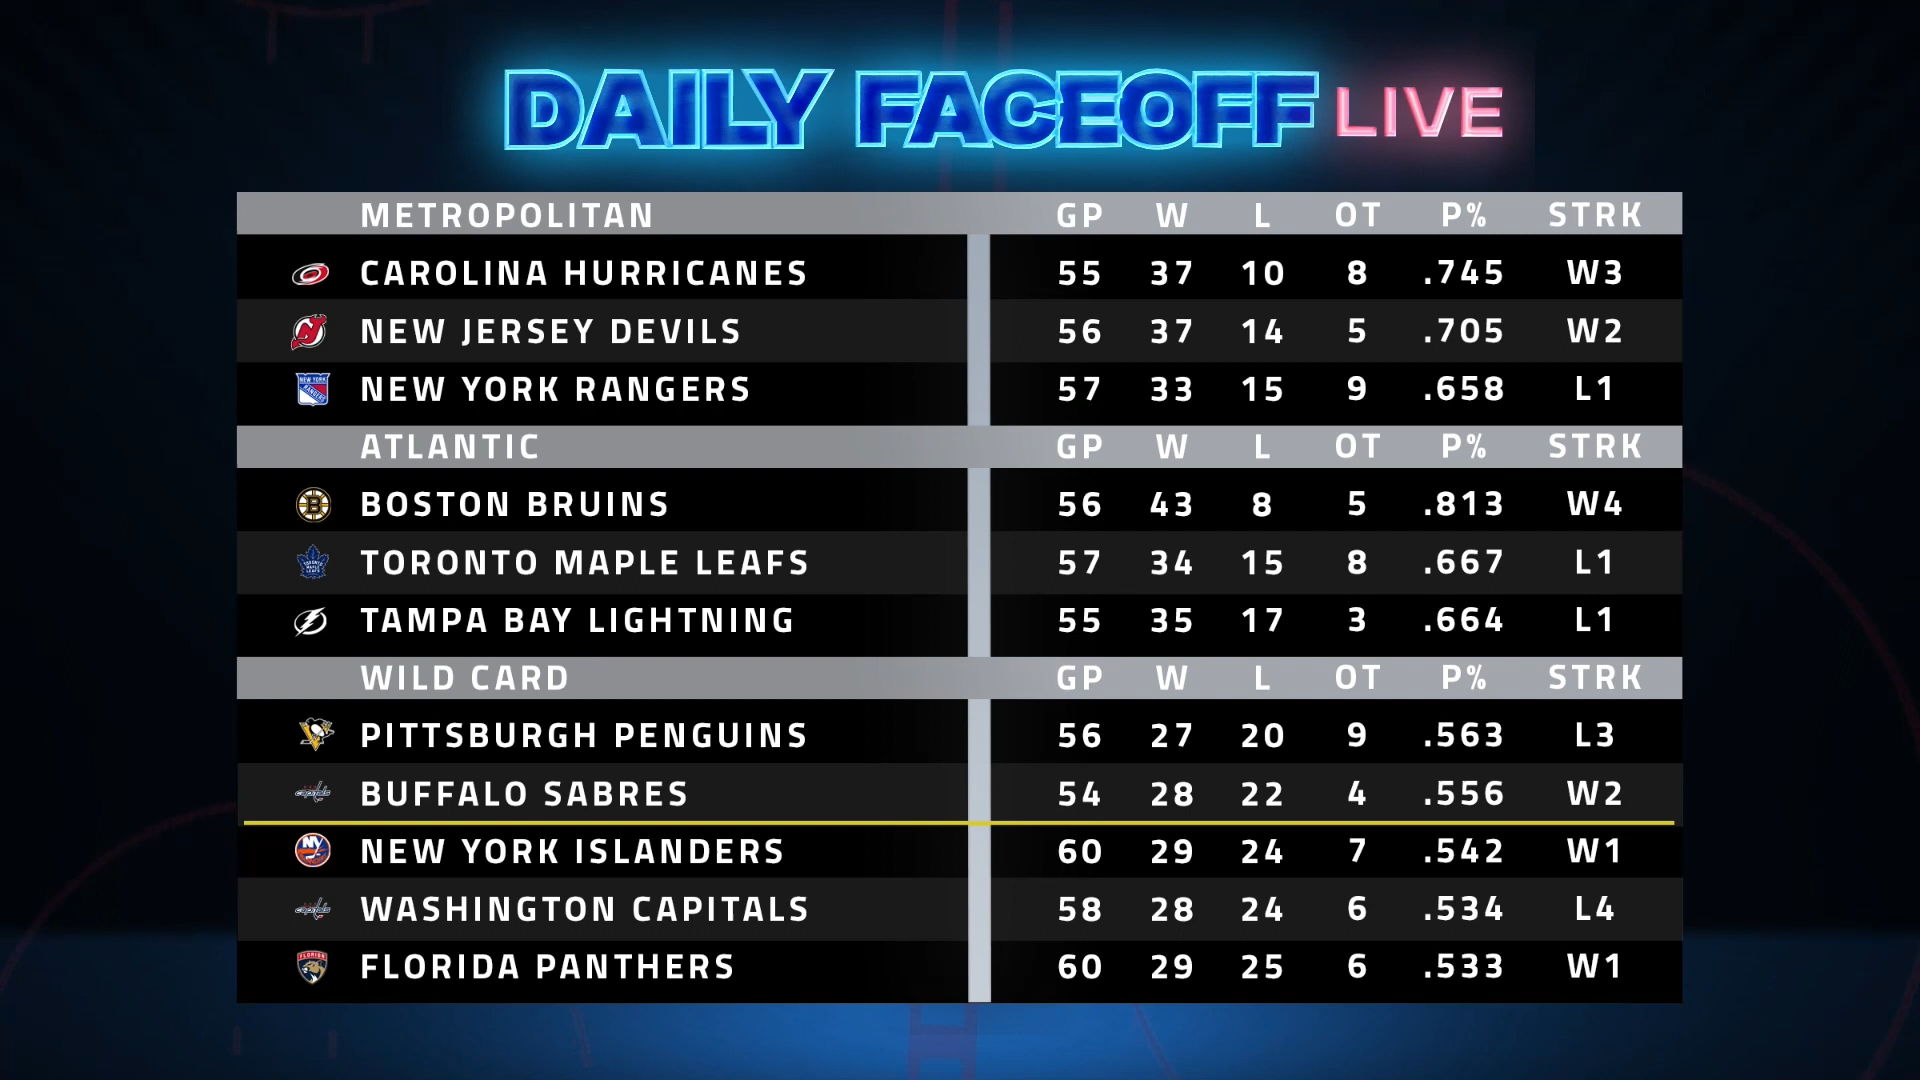 DAILY FACEOFF LIVE
METROPOLITAN GP W L OT P% STRK
CAROLINA HURRICANES 55 37 10 8 .745 W3
NEW JERSEY DEVILS 56 37 14 5 .705 W2
NEW YORK RANGERS 57 33 15 9 .658 L1
ATLANTIC GP W L OT P% STRK
BOSTON BRUINS 56 43 8 5 .813 W4
TORONTO MAPLE LEAFS 57 34 15 8 .667 L1
TAMPA BAY LIGHTNING 55 35 17 3 .664 L1
WILD CARD GP W L OT P% STRK
PITTSBURGH PENGUINS 56 27 20 9 .563 L3
capitals BUFFALO SABRES 54 28 22 4 .556 W2
NY NEW YORK ISLANDERS 60 29 24 7 .542 W1
capitals WASHINGTON CAPITALS 58 28 24 6 .534 L4
FLORIDA FLORIDA PANTHERS 60 29 25 6 .533 W1